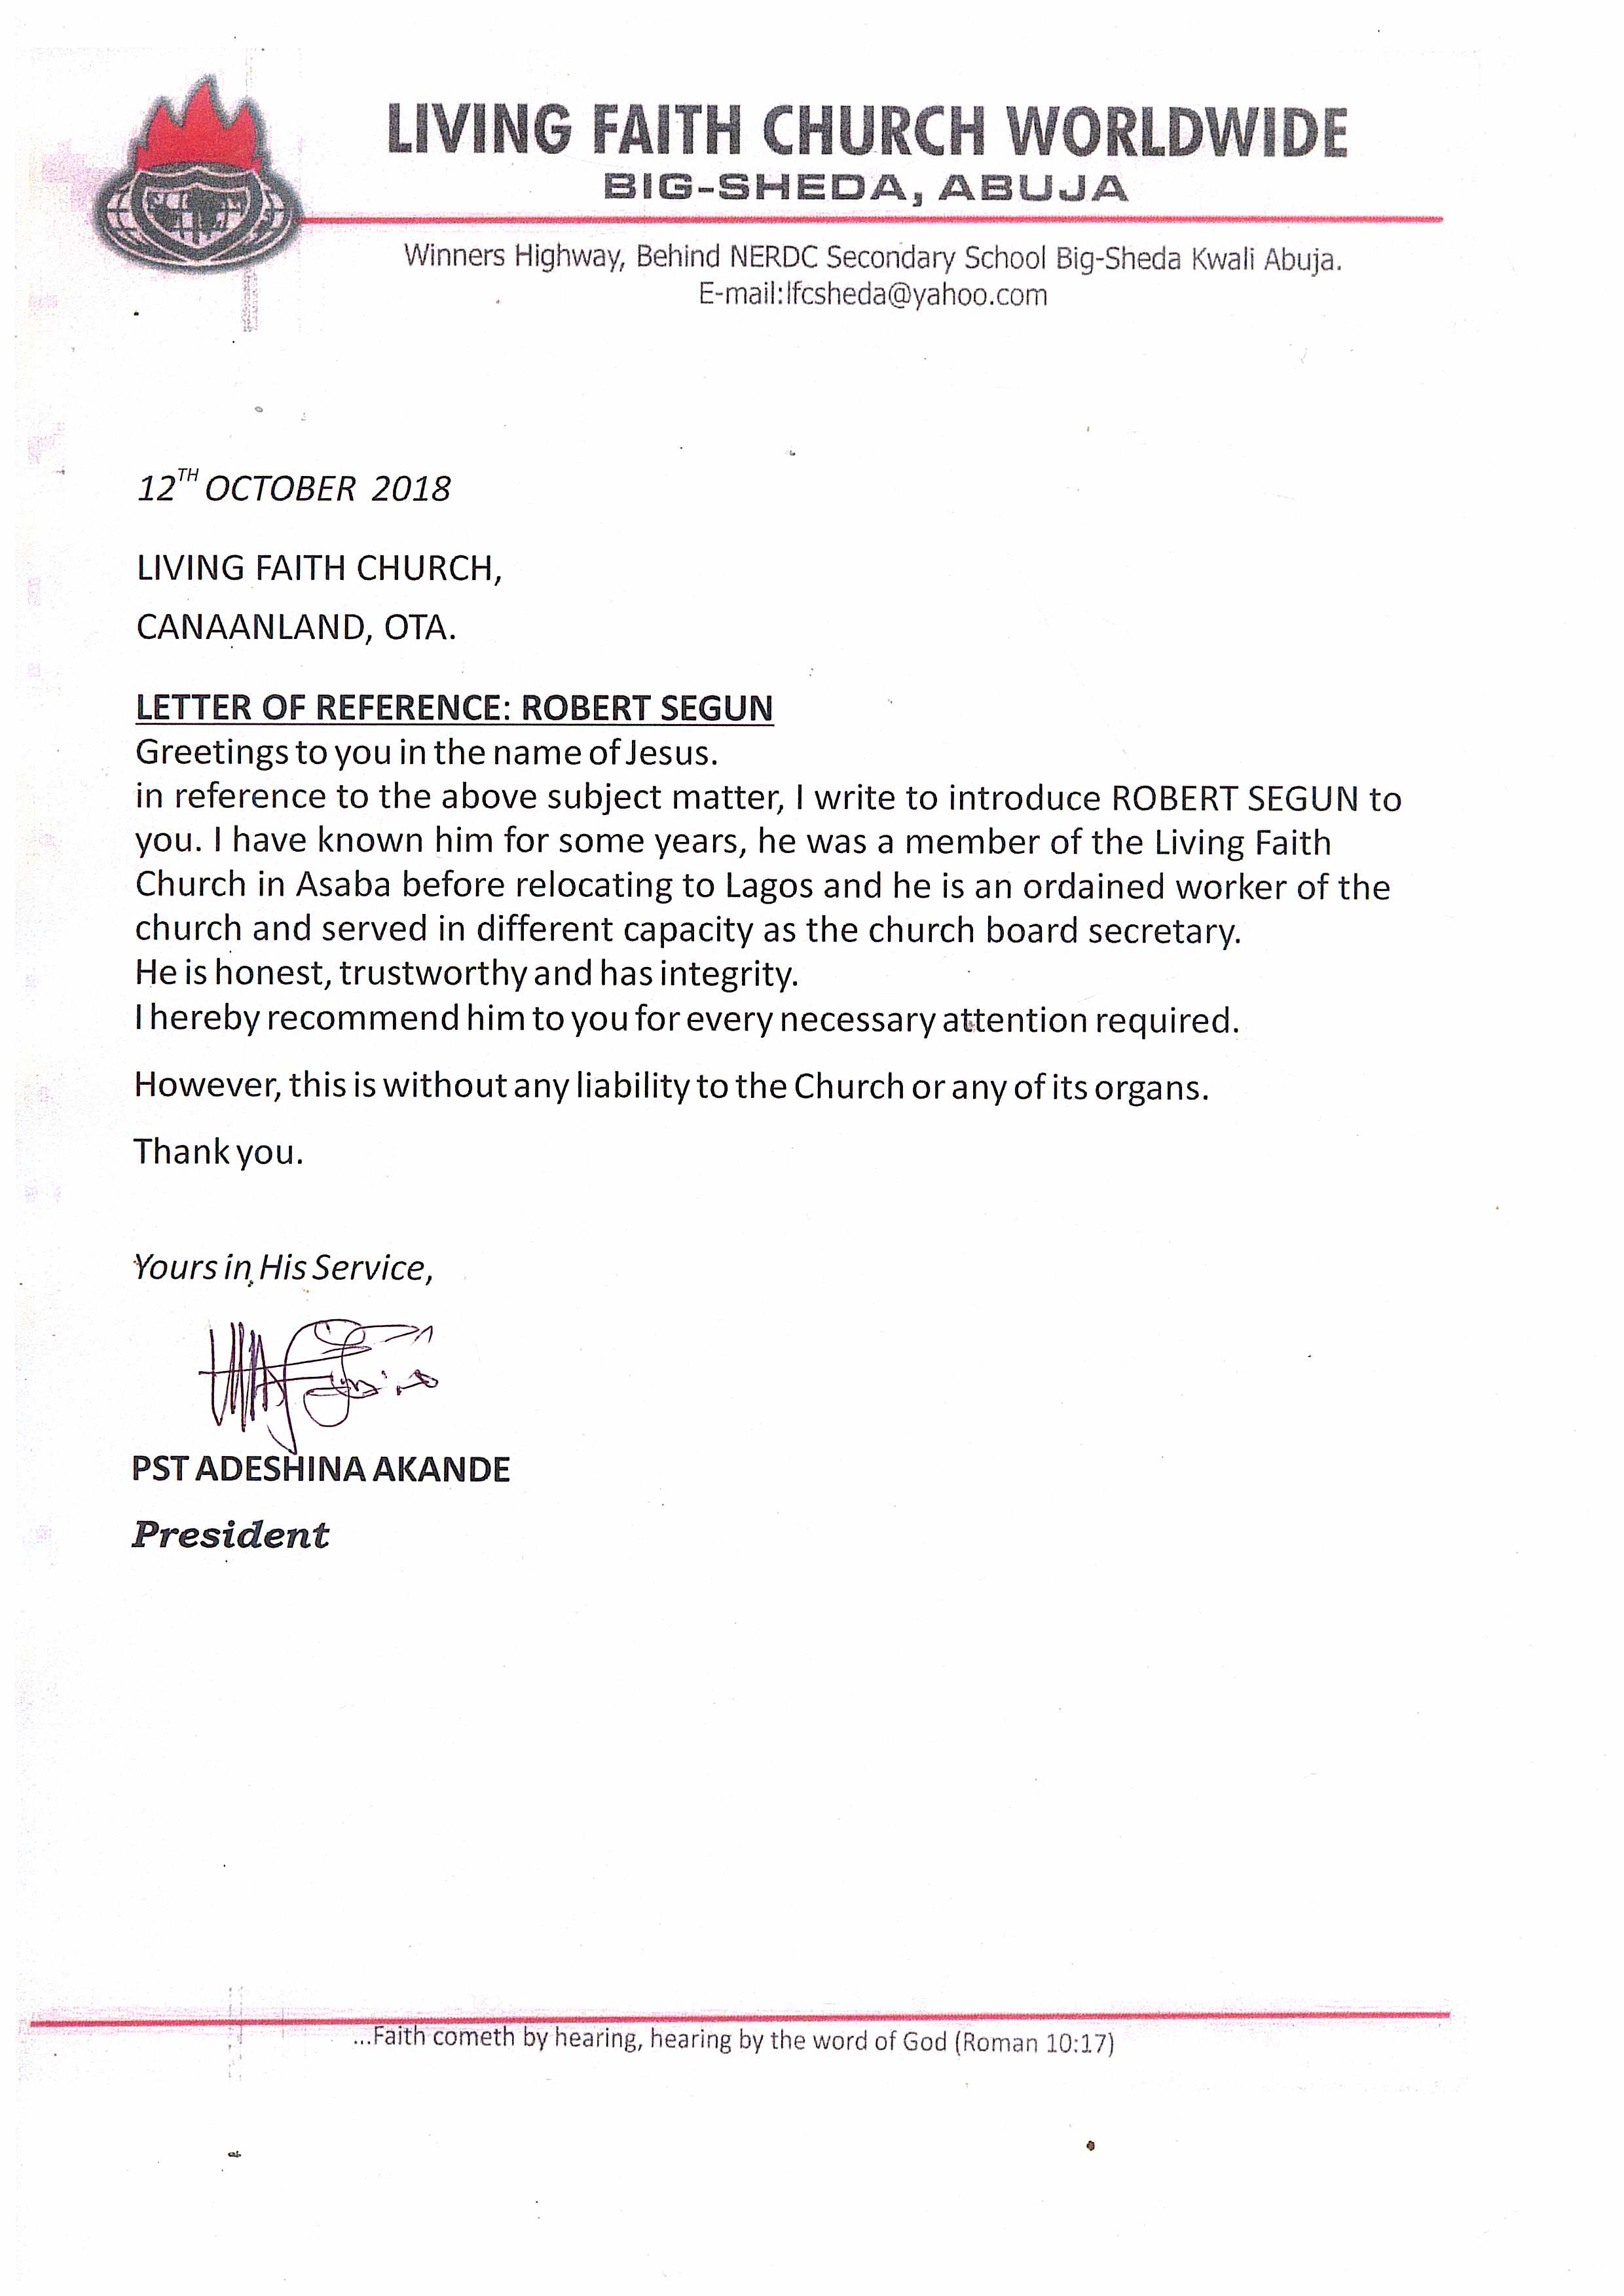 LIVING FAITH CHURCH WORLDWIDE
BIG-SHEDA, ABUJA
Winners Highway, Behind NERDC Secondary School Big-Sheda Kwali Abuja.
E-mail:lfcsheda@yahoo.com
12TH OCTOBER 2018
LIVING FAITH CHURCH,
CANAANLAND, OTA.
LETTER OF REFERENCE: ROBERT SEGUN
Greetings to you in the name of Jesus.
in reference to the above subject matter, I write to introduce ROBERT SEGUN to
you. I have known him for some years, he was a member of the Living Faith
Church in Asaba before relocating to Lagos and he is an ordained worker of the
church and served in different capacity as the church board secretary.
He is honest, trustworthy and has integrity.
I hereby recommend him to you for every necessary attention required.
However, this is without any liability to the Church or any of its organs.
Thank you.
Yours in His Service,
PST ADESHINA AKANDE
President
...Faith cometh by hearing, hearing by the word of God (Roman 10:17)